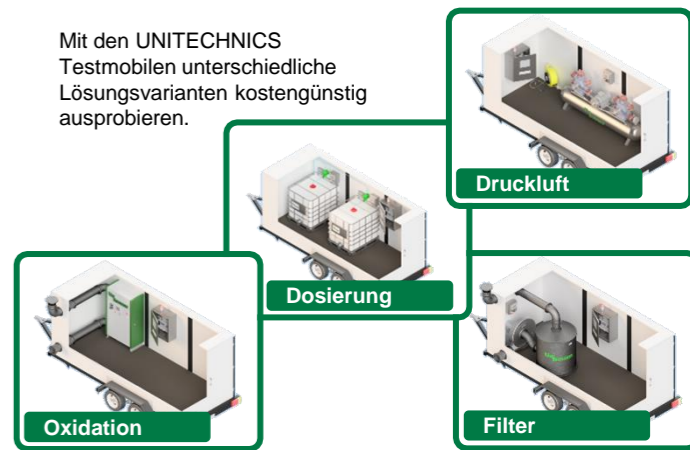 Mit den UNITECHNICS
Testmobilen unterschiedliche
Lösungsvarianten kostengünstig
ausprobieren.
Druckluft
Dosierung
Oxidation
Filter